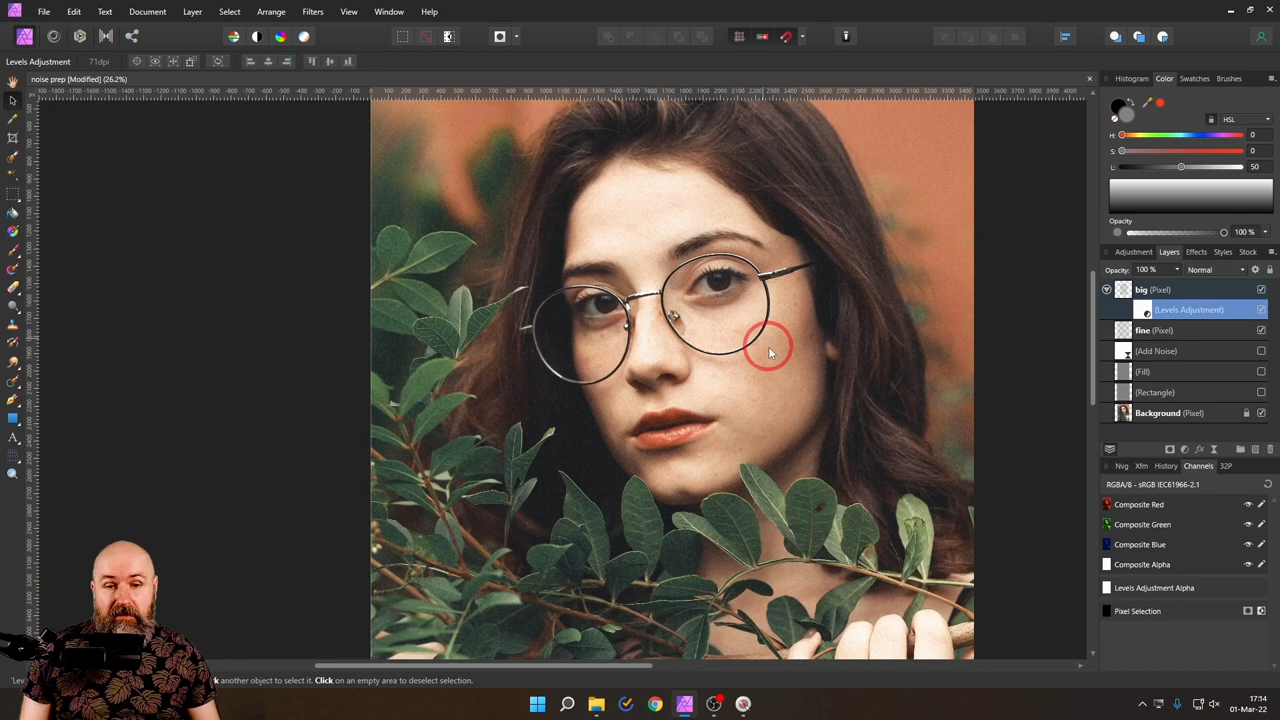 File Edit Text Document Layer Select Arrange Filters View Window Help
Levels Adjustment 71dpi
noise prep [Modified] (26.2%)
Histogram Color Swatches Brushes
HSL
H: 0
S: 0
L: 50
Opacity
100 %
Adjustment Layers Effects Styles Stock
Opacity: 100 % Normal
big (Pixel)
(Levels Adjustment)
fine (Pixel)
(Add Noise)
(Fill)
(Rectangle)
Background (Pixel)
Nvg Xfm History Channels 32P
RGBA/8 - sRGB IEC61966-2.1
Composite Red
Composite Green
Composite Blue
Composite Alpha
Levels Adjustment Alpha
Pixel Selection
another object to select it. Click on an empty area to deselect selection.
17:14
01-Mar-22